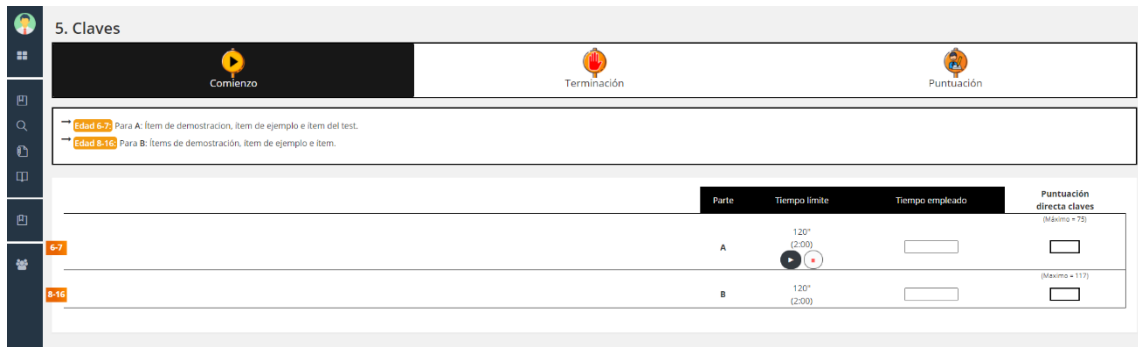 5. Claves
Comienzo
Terminación
Puntuación
Edad 6-7: Para A: Ítem de demostracion, ítem de ejemplo e ítem del test.
Edad 8-16: Para B: Ítems de demostración, ítem de ejemplo e ítem.
Parte
Tiempo límite
Tiempo empleado
Puntuación
directa claves
(Máximo = 75)
6-7
A
120"
(2:00)
(Maximo = 117)
8-16
B
120"
(2:00)